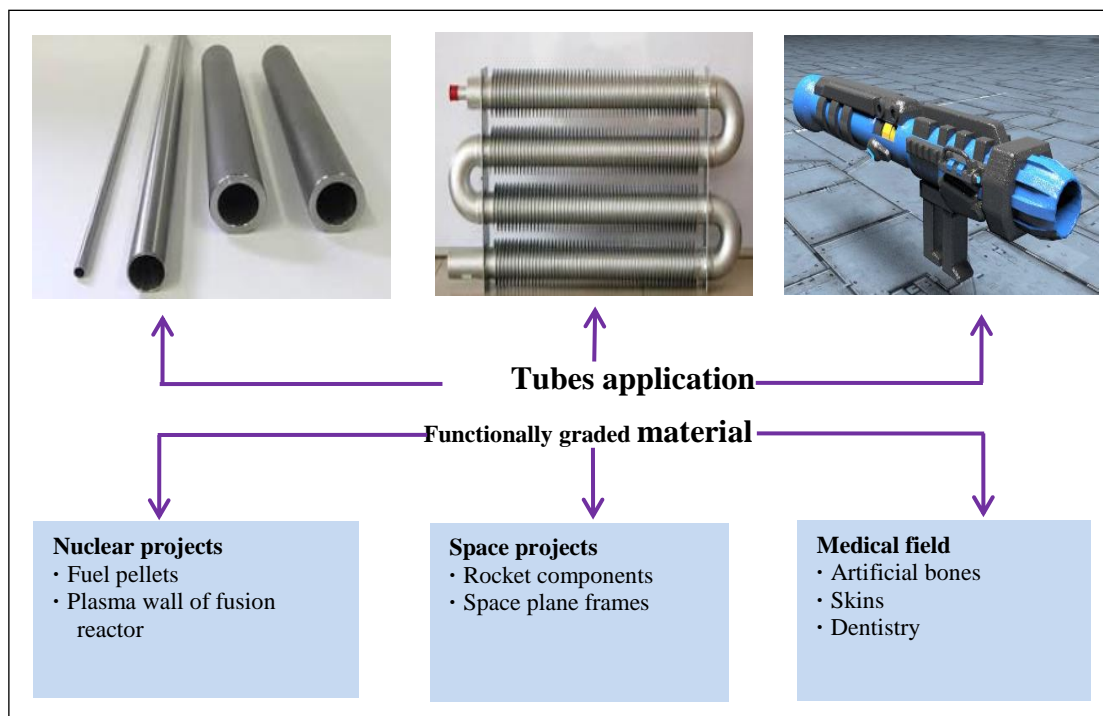 Tubes application
Functionally graded material
Nuclear projects
· Fuel pellets
· Plasma wall of fusion
reactor
Space projects
· Rocket components
· Space plane frames
Medical field
· Artificial bones
· Skins
· Dentistry